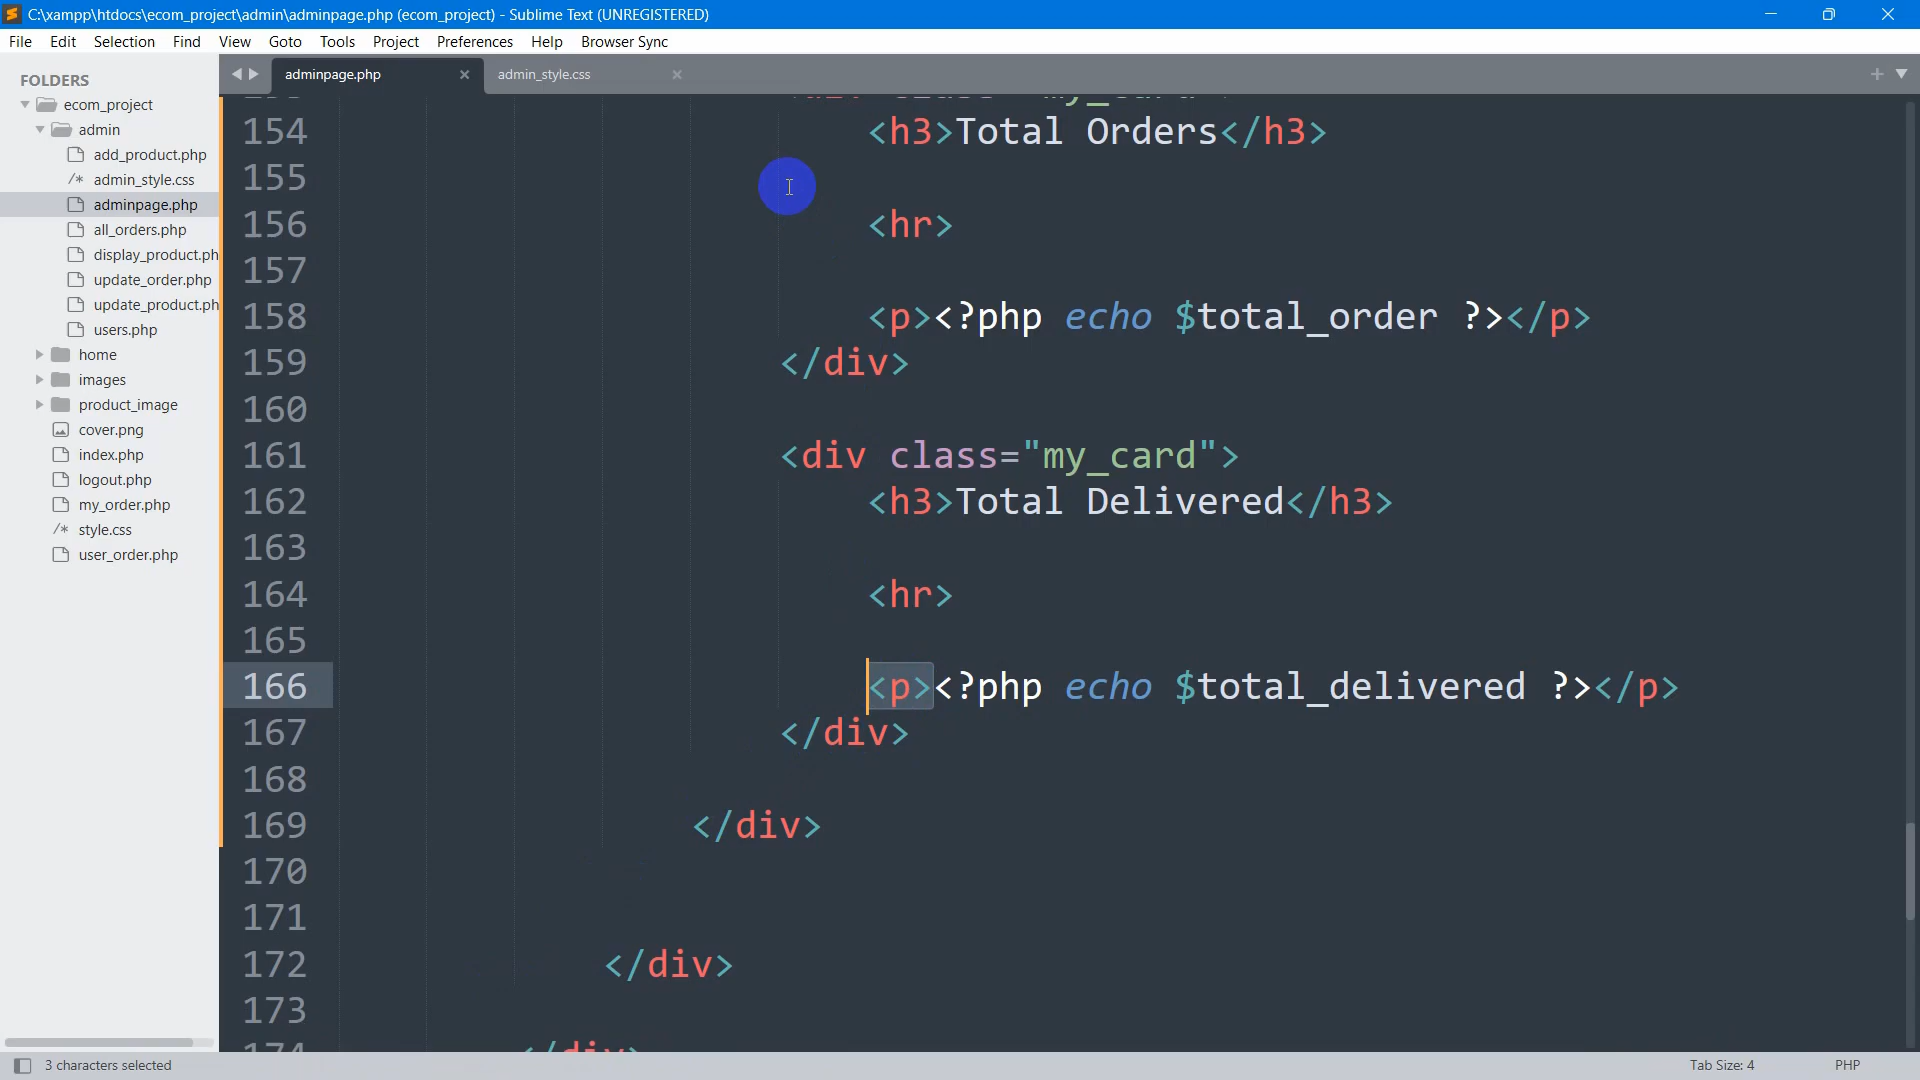 C:\xampp\htdocs\ecom_project\admin\adminpage.php (ecom_project) - Sublime Text (UNREGISTERED)
File Edit Selection Find View Goto Tools Project Preferences Help Browser Sync
FOLDERS
ecom_project
admin
add_product.php
/* admin_style.css
adminpage.php
all_orders.php
display_product.ph
update_order.php
update_product.ph
users.php
home
images
product_image
cover.png
index.php
logout.php
my_order.php
/* style.css
user_order.php
adminpage.php
admin_style.css
154 <h3>Total Orders</h3>
155
156 <hr>
157
158 <p><?php echo $total_order ?></p>
159 </div>
160
161 <div class="my_card">
162 <h3>Total Delivered</h3>
163
164 <hr>
165
166 <p><?php echo $total_delivered ?></p>
167 </div>
168
169 </div>
170
171
172 </div>
173
174 </div>
3 characters selected
Tab Size: 4
PHP